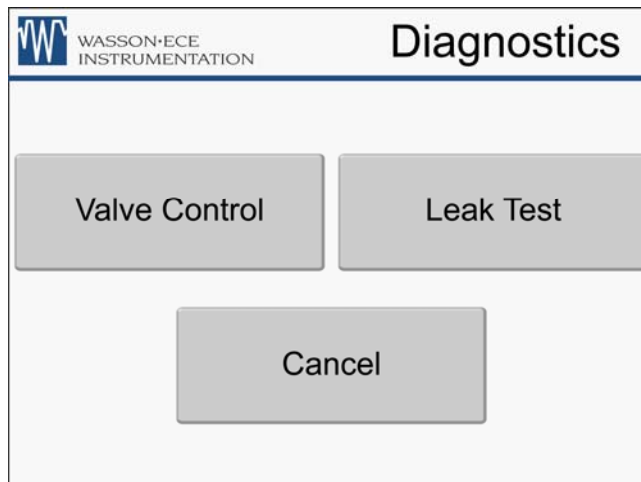 WASSON·ECE
INSTRUMENTATION
Diagnostics
Valve Control
Leak Test
Cancel